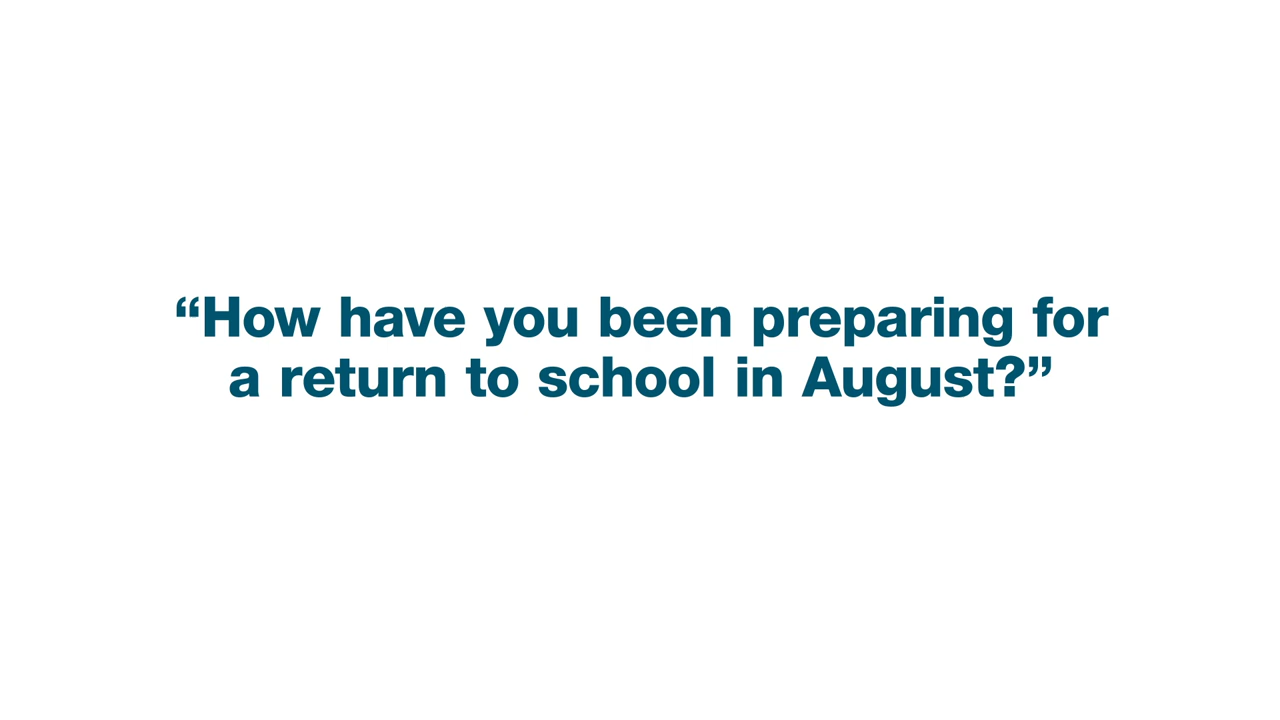 “How have you been preparing for
a return to school in August?”